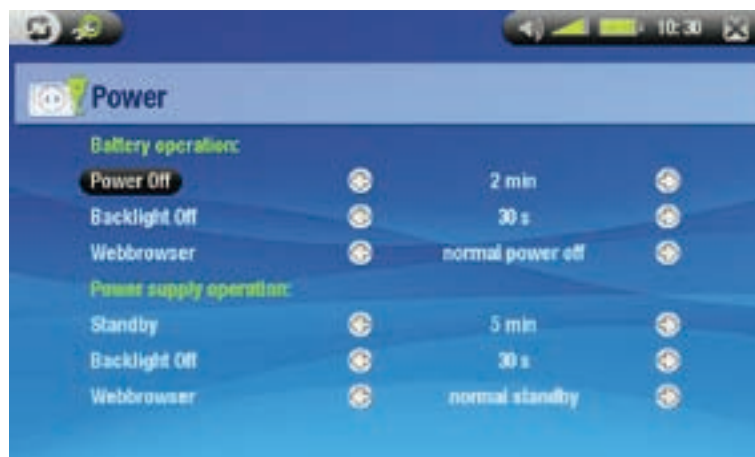 10:30
Power
Battery operation:
Power Off 2 min
Backlight Off 30 s
Webbrowser normal power off
Power supply operation:
Standby 5 min
Backlight Off 30 s
Webbrowser normal standby